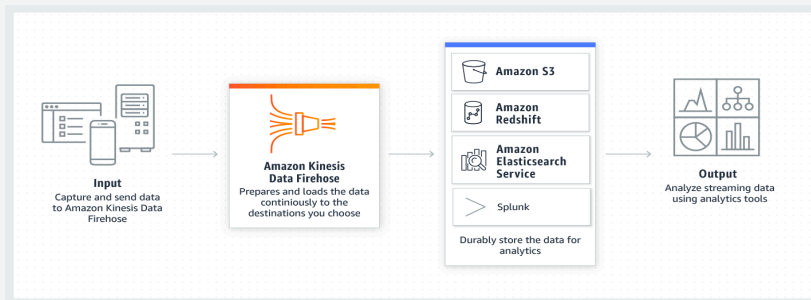 Input
Capture and send data
to Amazon Kinesis Data
Firehose
Amazon Kinesis
Data Firehose
Prepares and loads the data
continiously to the
destinations you choose
Amazon S3
Amazon
Redshift
Amazon
Elasticsearch
Service
Splunk
Durably store the data for
analytics
Output
Analyze streaming data
using analytics tools